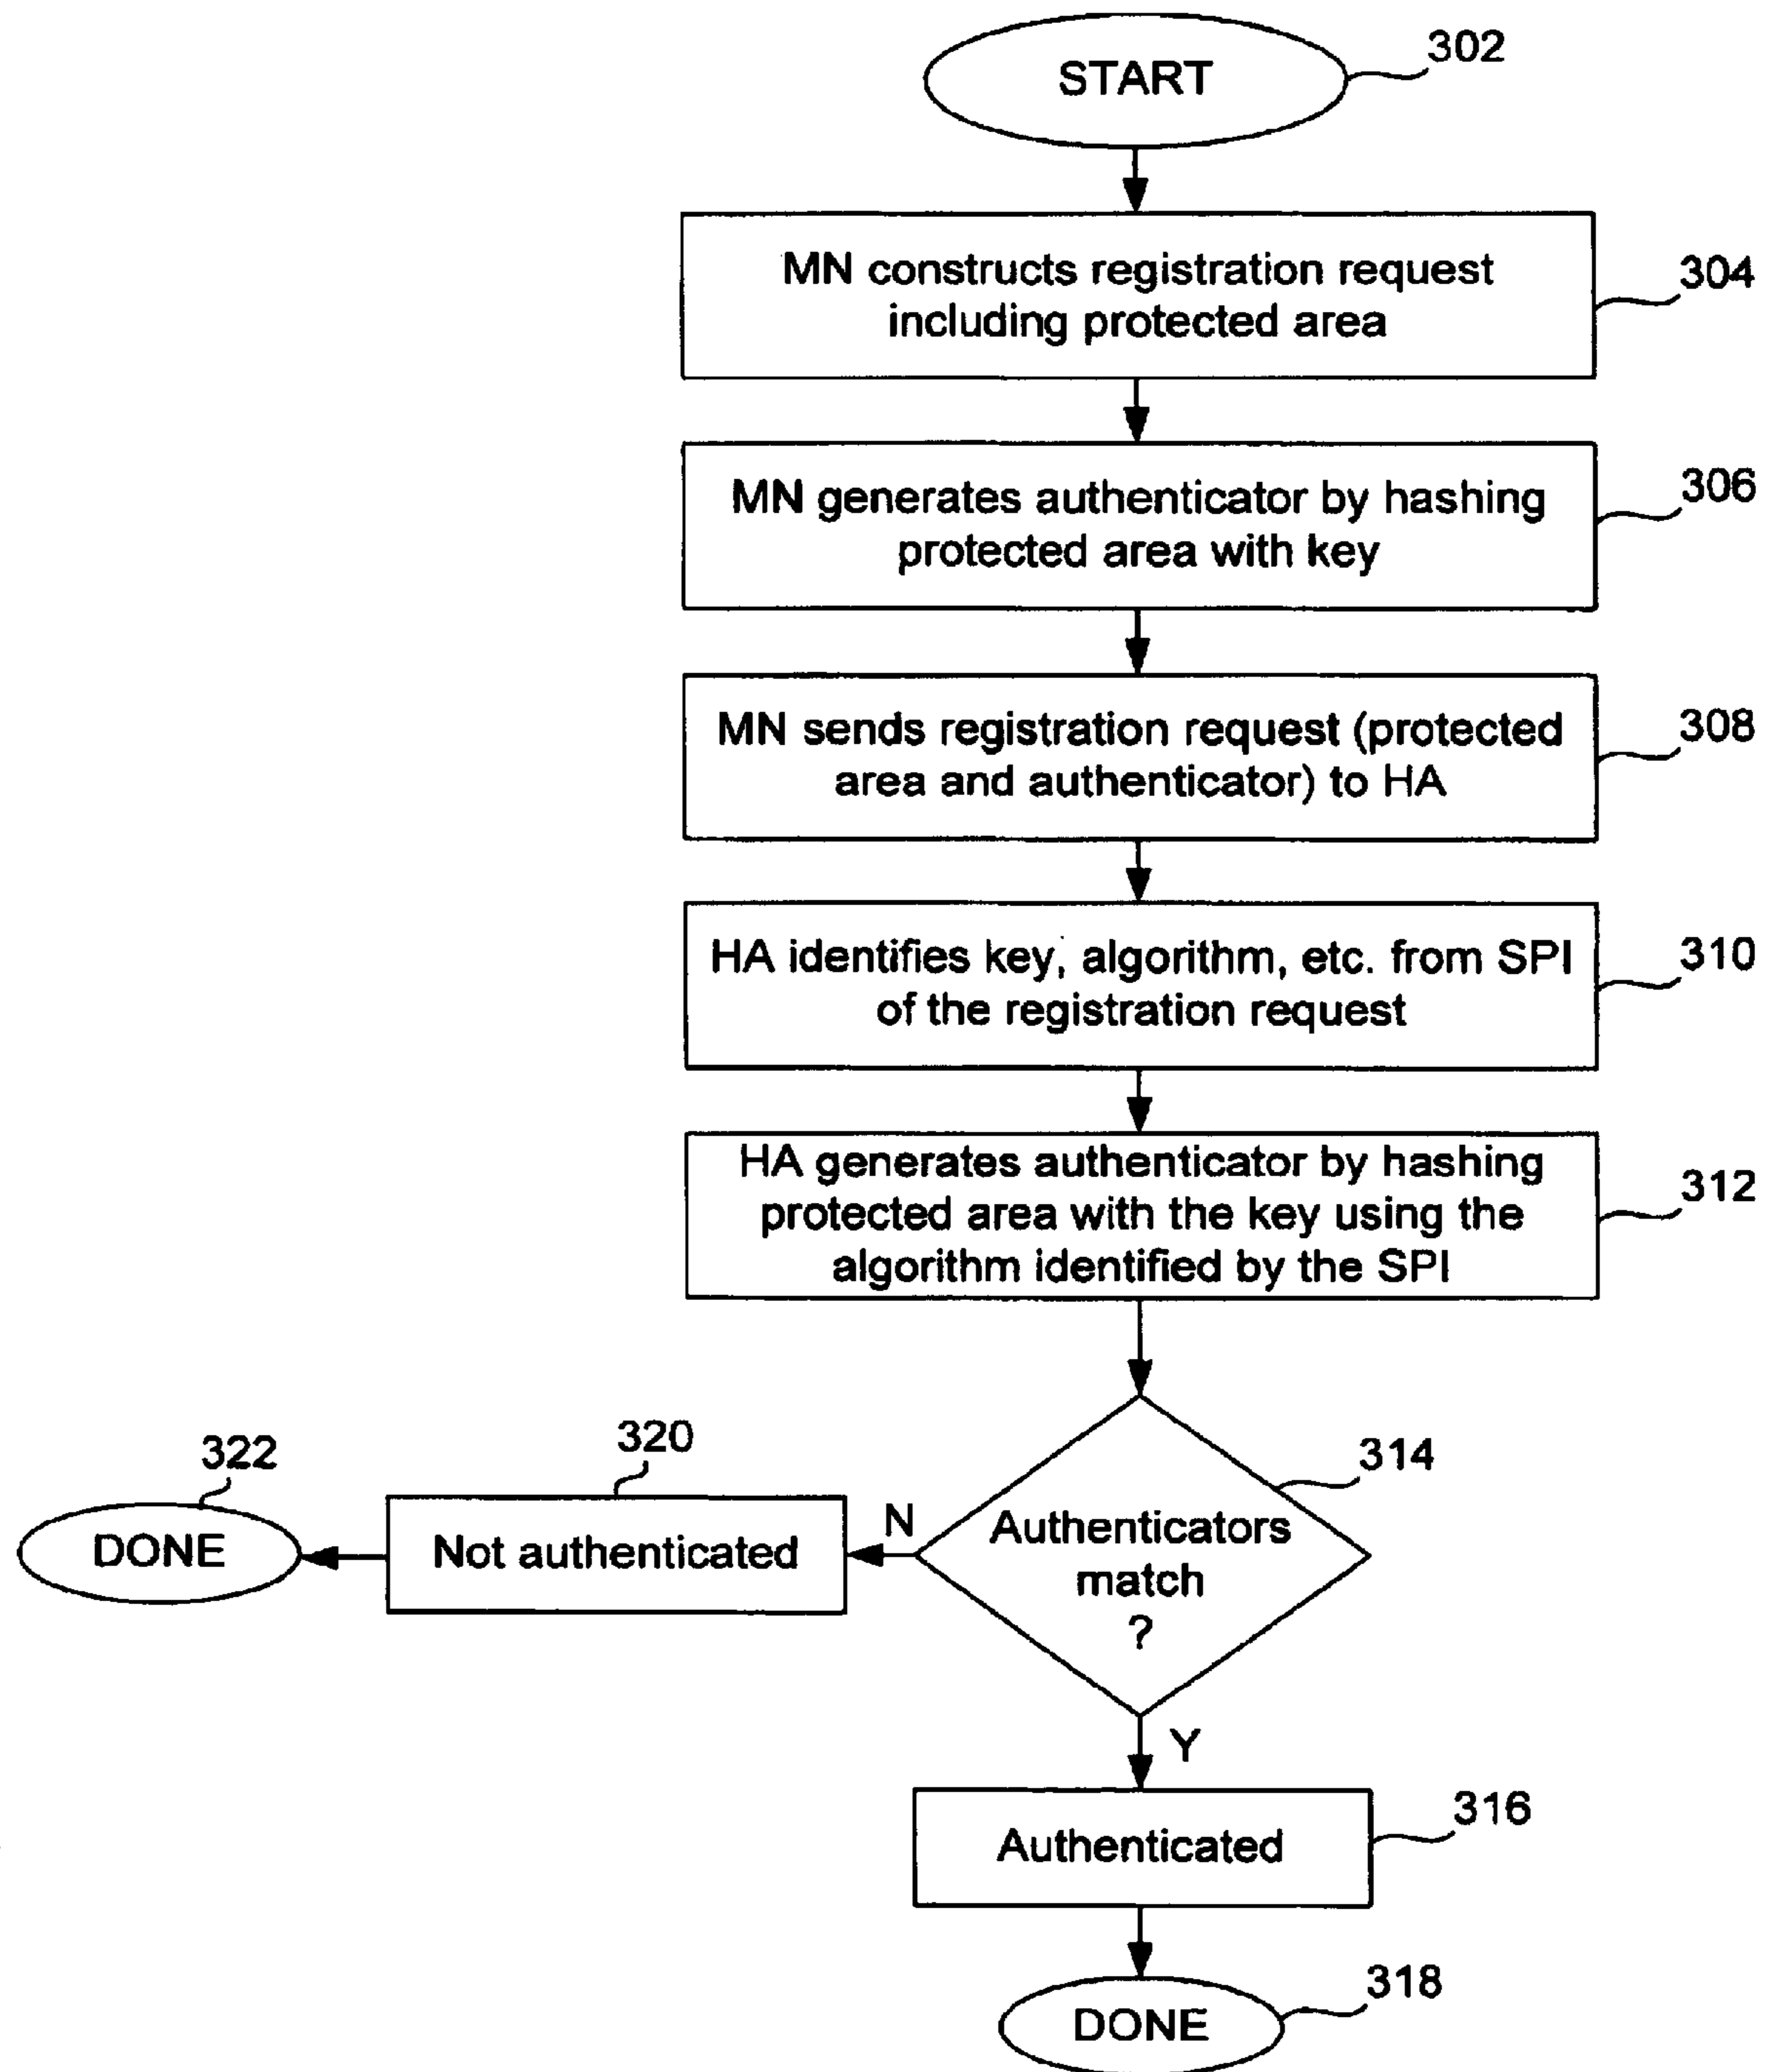 START
302
MN constructs registration request
including protected area
304
MN generates authenticator by hashing
protected area with key
306
MN sends registration request (protected
area and authenticator) to HA
308
HA identifies key, algorithm, etc. from SPI
of the registration request
310
HA generates authenticator by hashing
protected area with the key using the
algorithm identified by the SPI
312
Authenticators
match
?
314
N
320
Not authenticated
322
DONE
Y
Authenticated
316
DONE
318